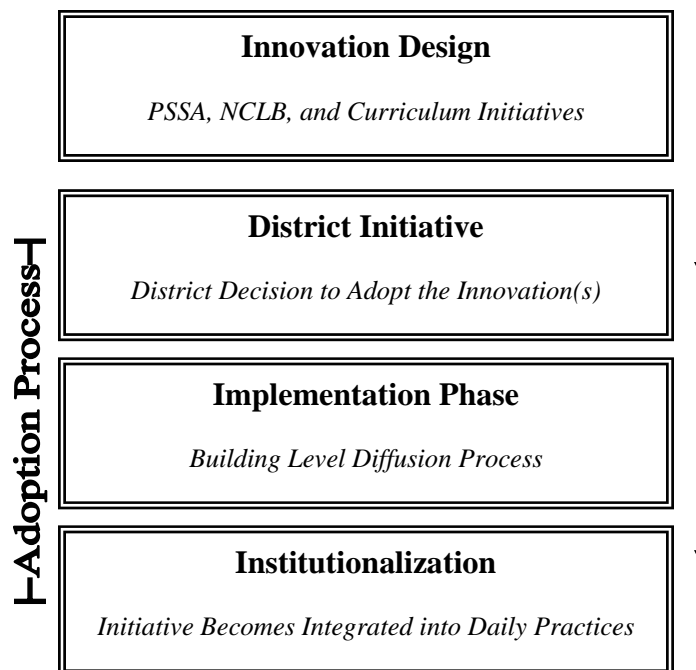 Innovation Design
PSSA, NCLB, and Curriculum Initiatives
District Initiative
District Decision to Adopt the Innovation(s)
Implementation Phase
Building Level Diffusion Process
Institutionalization
Initiative Becomes Integrated into Daily Practices
Adoption Process